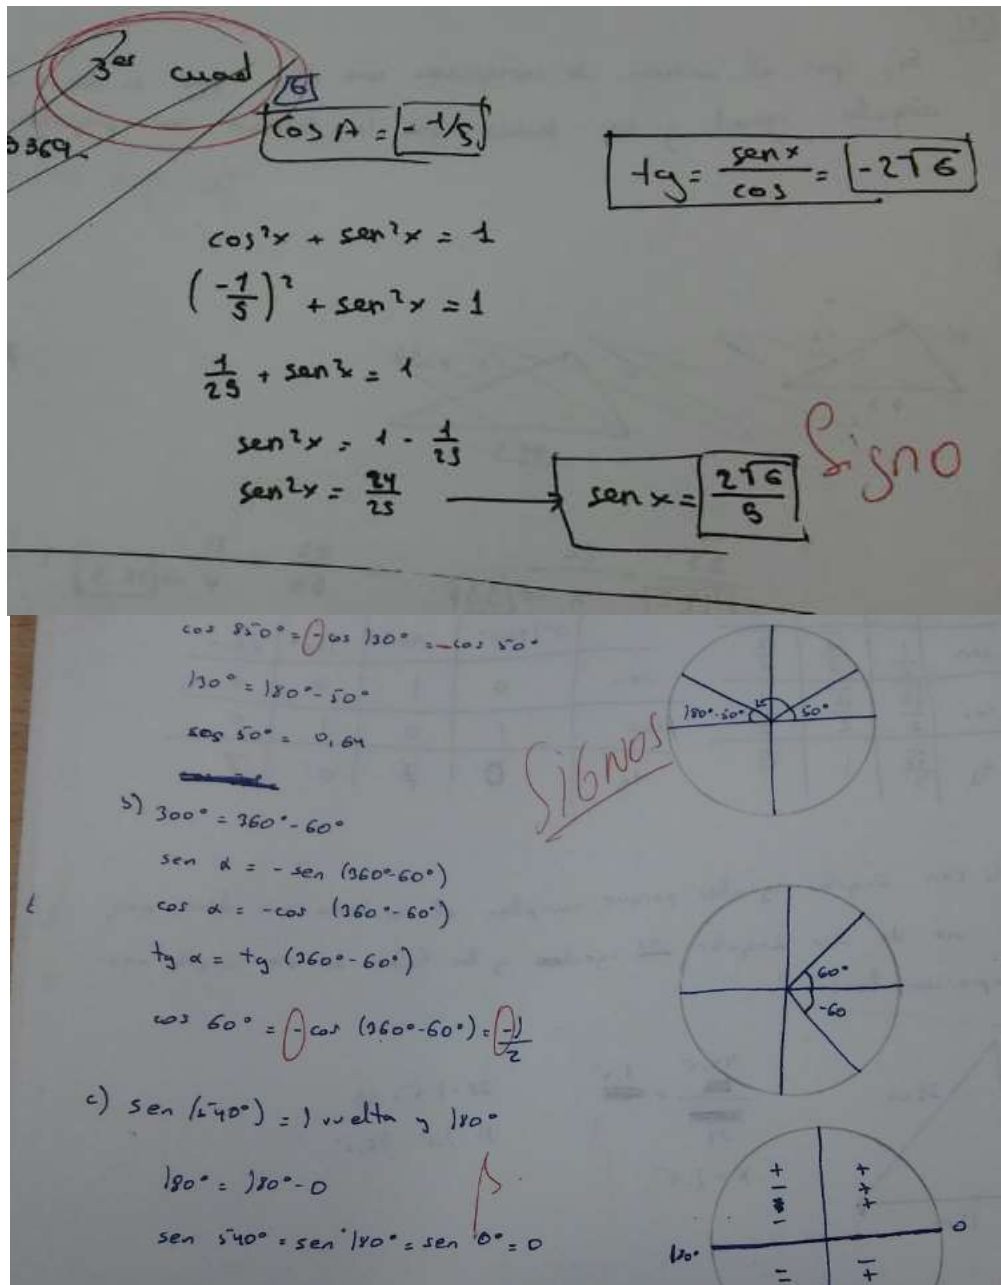 3er cuad
6
cos A = - 1/5
369-
tg = sen x / cos = -2√6
cos²x + sen²x = 1
(-1/5)² + sen²x = 1
1/25 + sen²x = 1
sen²x = 1 - 1/25
sen²x = 24/25 → sen x = 2√6/5
Signo
cos 850° = - cos 130° = - cos 50°
130° = 180° - 50°
180°-50° 50°
cos 50° = 0,64
SIGNOS
b) 300° = 360° - 60°
sen α = - sen (360°-60°)
cos α = -cos (360°-60°)
tg α = tg (360°-60°)
60°
-60
cos 60° = - cos (360°-60°) = -1/2
c) sen (540°) = 1 vuelta y 180°
180° = 180° - 0
B
sen 540° = sen 180° = sen 0° = 0
0